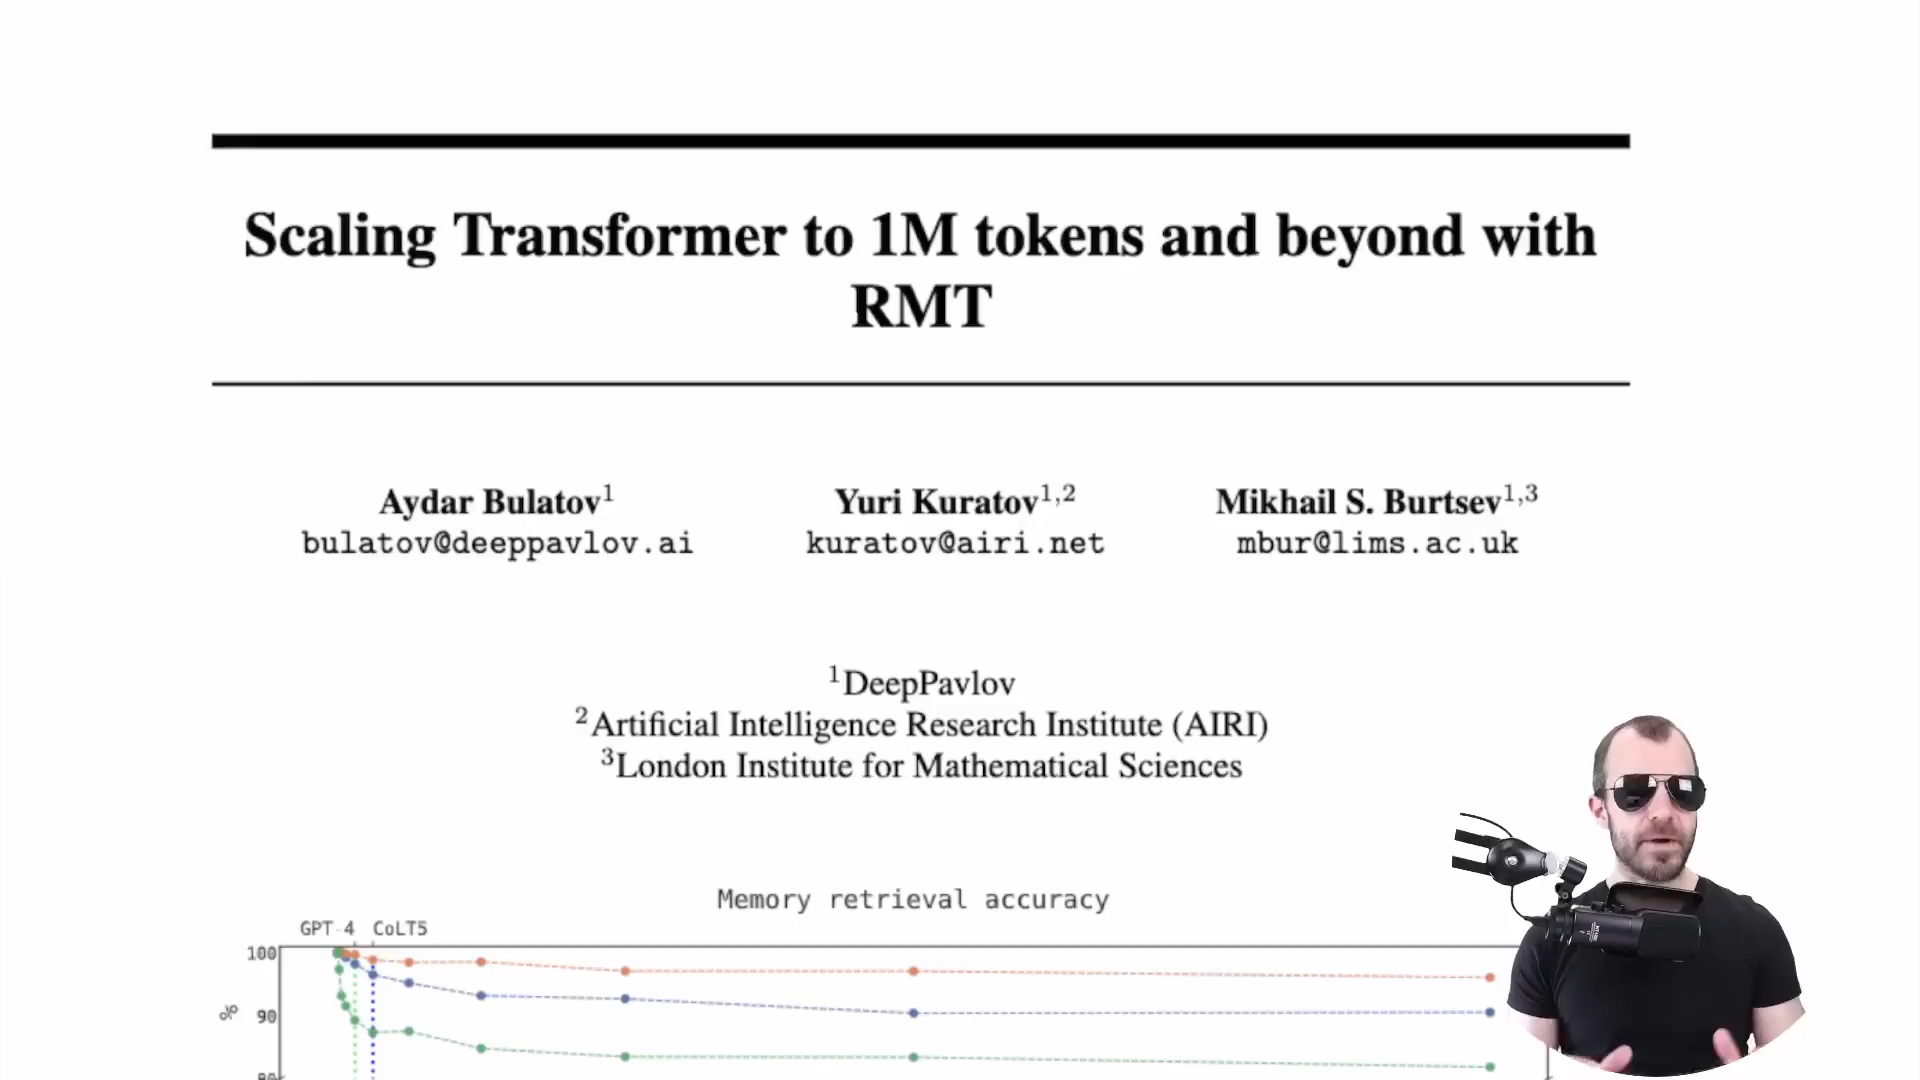 Scaling Transformer to 1M tokens and beyond with
RMT
Aydar Bulatov¹ Yuri Kuratov¹,² Mikhail S. Burtsev¹,³
bulatov@deeppavlov.ai kuratov@airi.net mbur@lims.ac.uk
¹DeepPavlov
²Artificial Intelligence Research Institute (AIRI)
³London Institute for Mathematical Sciences
Memory retrieval accuracy
GPT-4 CoLT5
100
%
90